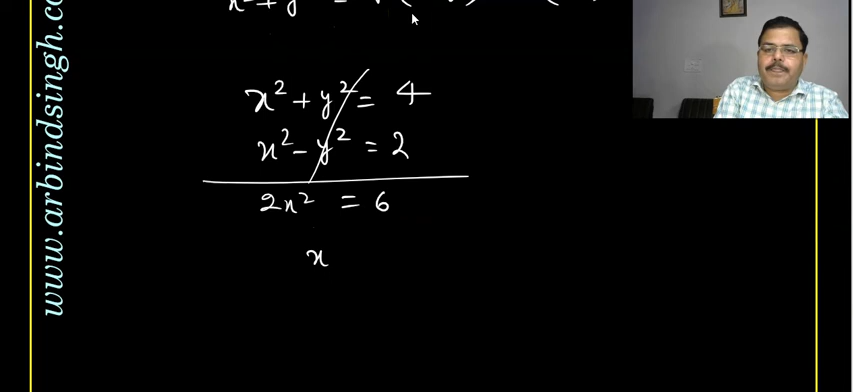 x² + y² = 4
x² - y² = 2
2x² = 6
x
www.arbindsingh.co